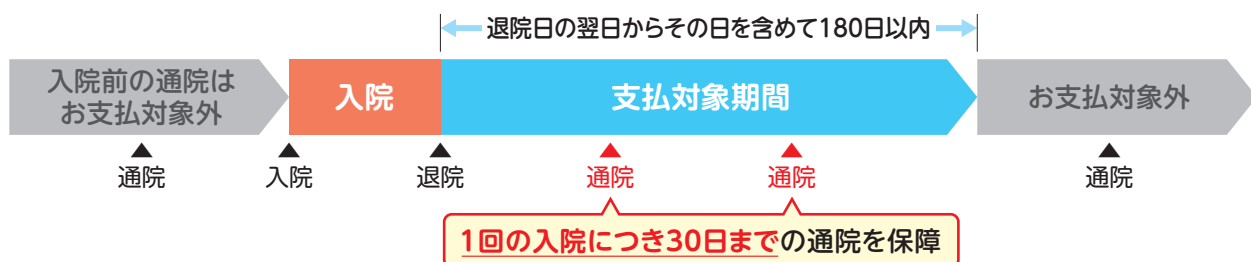 退院日の翌日からその日を含めて180日以内
入院前の通院は
お支払対象外
入院
支払対象期間
お支払対象外
通院
入院
退院
通院
通院
通院
1回の入院につき30日までの通院を保障